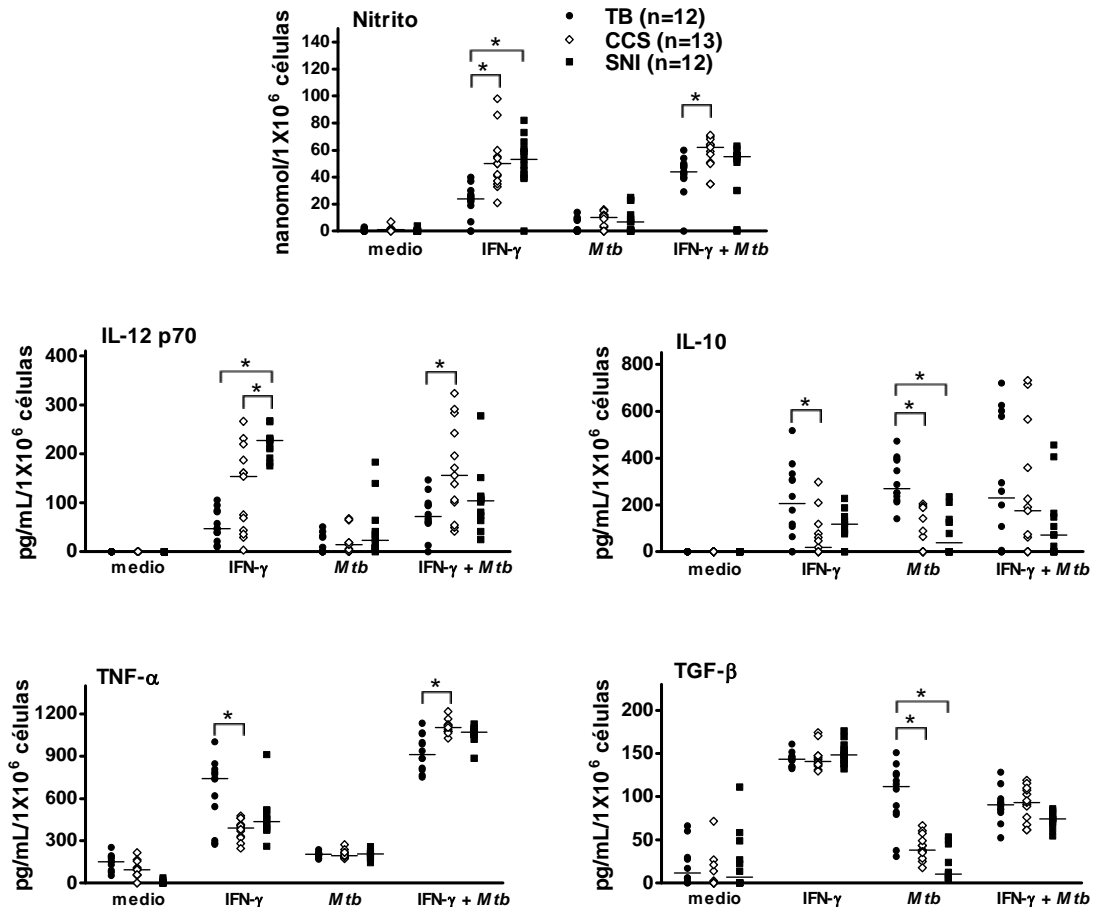 Nitrito
TB (n=12)
CCS (n=13)
SNI (n=12)
nanomol/1X10⁶ células
140
120
100
80
60
40
20
0
* * *
medio IFN-γ Mtb IFN-γ + Mtb
IL-12 p70
pg/mL/1X10⁶ células
400
300
200
100
0
* * *
medio IFN-γ Mtb IFN-γ + Mtb
IL-10
pg/mL/1X10⁶ células
800
600
400
200
0
* * *
medio IFN-γ Mtb IFN-γ + Mtb
TNF-α
pg/mL/1X10⁶ células
1200
900
600
300
0
* *
medio IFN-γ Mtb IFN-γ + Mtb
TGF-β
pg/mL/1X10⁶ células
200
150
100
50
0
* *
medio IFN-γ Mtb IFN-γ + Mtb